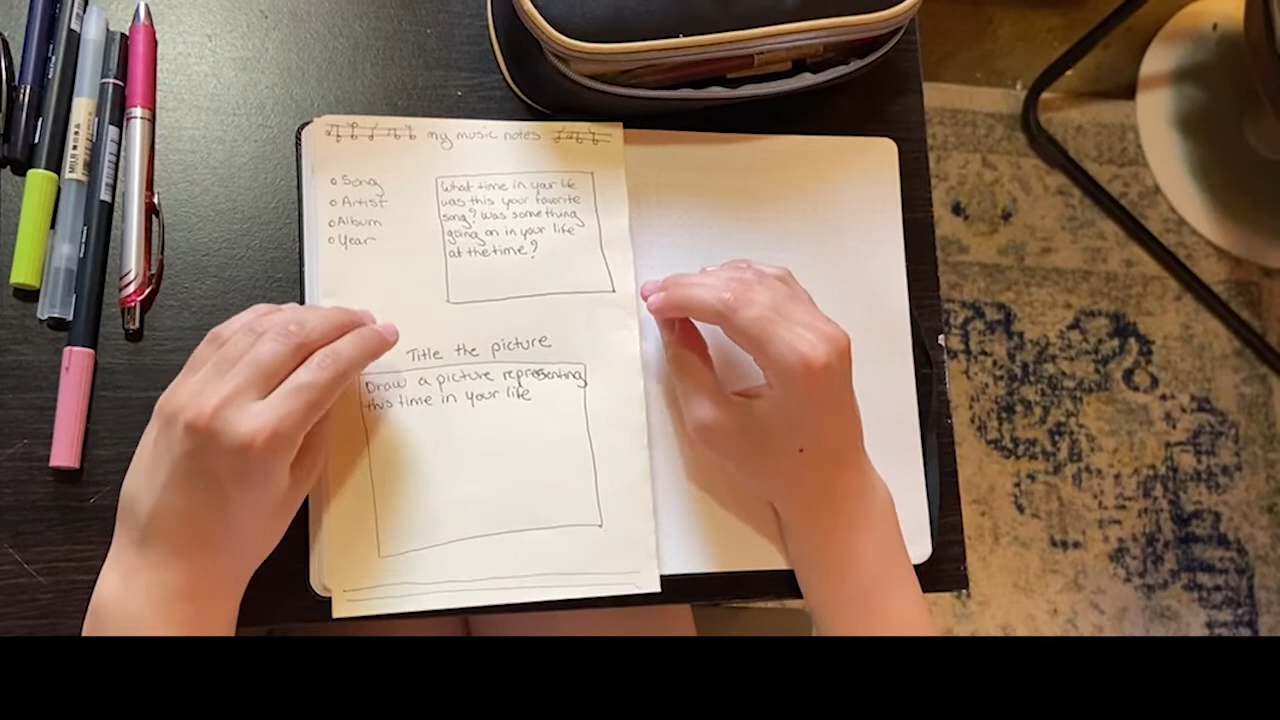 my music notes
o Song
o Artist
o Album
o Year
What time in your life
was this your favorite
song? Was something
going on in your life
at the time?
Title the picture
Draw a picture representing
this time in your life
MUJI